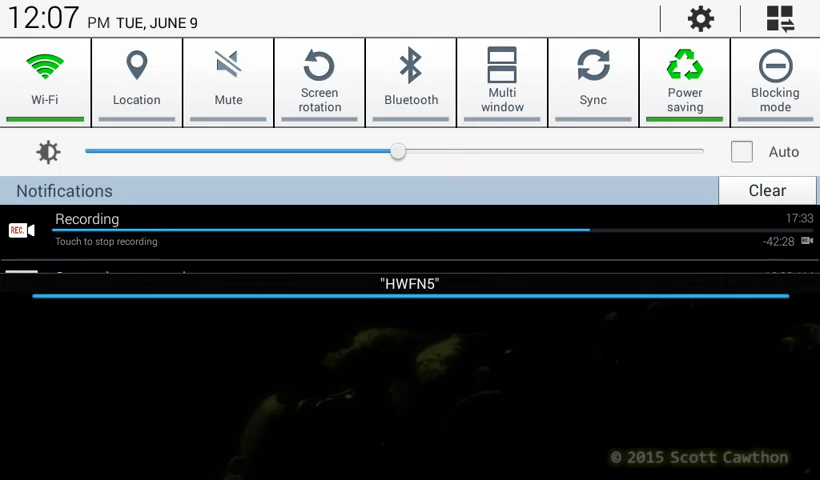 12:07 PM TUE, JUNE 9
Wi-Fi
Location
Mute
Screen
rotation
Bluetooth
Multi
window
Sync
Power
saving
Blocking
mode
Auto
Notifications
Clear
REC.
Recording
17:33
Touch to stop recording
-42:28
"HWFN5"
© 2015 Scott Cawthon